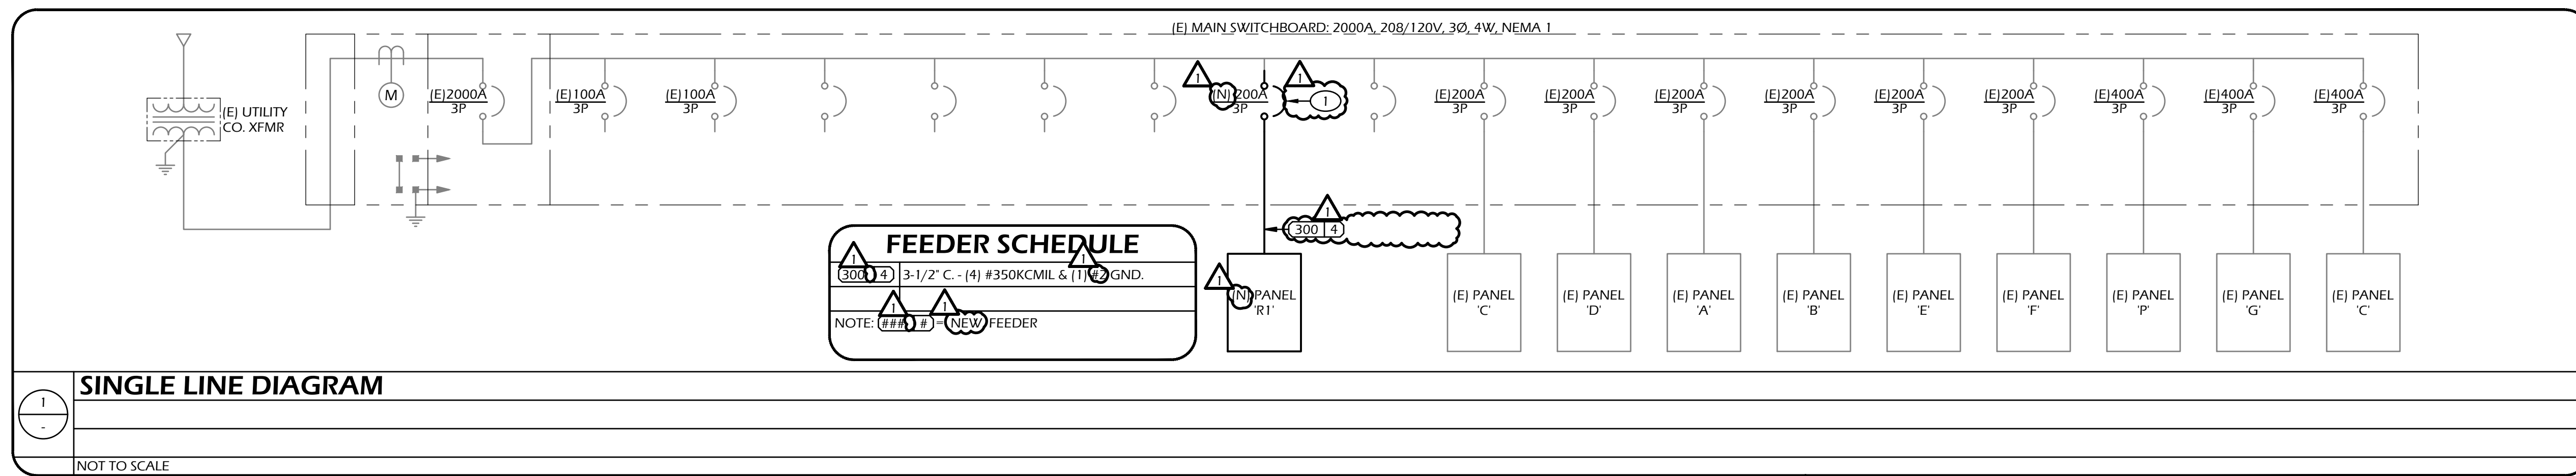 (E) MAIN SWITCHBOARD: 2000A, 208/120V, 3Ø, 4W, NEMA 1
(E) UTILITY
CO. XFMR
M
(E)2000A
3P
(E)100A
3P
(E)100A
3P
1
(N)200A
3P
1
1
(E)200A
3P
(E)200A
3P
(E)200A
3P
(E)200A
3P
(E)200A
3P
(E)200A
3P
(E)400A
3P
(E)400A
3P
(E)400A
3P
1
300 4
FEEDER SCHEDULE
1
1
300 4 3-1/2" C. - (4) #350KCMIL & (1) #2 GND.
1
1
NOTE: ### # = NEW FEEDER
1
(N) PANEL
'R1'
(E) PANEL
'C'
(E) PANEL
'D'
(E) PANEL
'A'
(E) PANEL
'B'
(E) PANEL
'E'
(E) PANEL
'F'
(E) PANEL
'P'
(E) PANEL
'G'
(E) PANEL
'C'
1
-
SINGLE LINE DIAGRAM
NOT TO SCALE